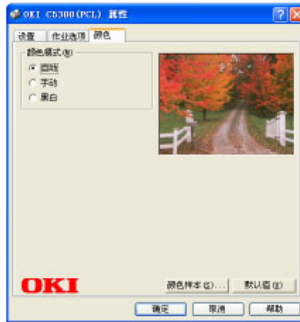 OKI C5300(PCL) 属性
设置 作业选项 颜色
颜色模式(M)
自动
手动
黑白
OKI
颜色样本(S)... 默认值(D)
确定 取消 帮助